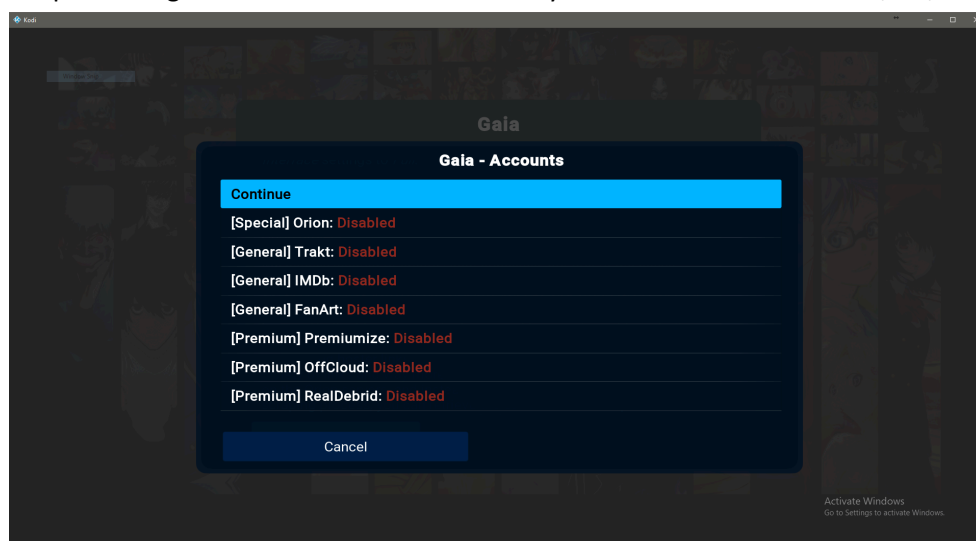 Kodi
Gaia
Gaia - Accounts
Continue
[Special] Orion: Disabled
[General] Trakt: Disabled
[General] IMDb: Disabled
[General] FanArt: Disabled
[Premium] Premiumize: Disabled
[Premium] OffCloud: Disabled
[Premium] RealDebrid: Disabled
Cancel
Activate Windows
Go to Settings to activate Windows.